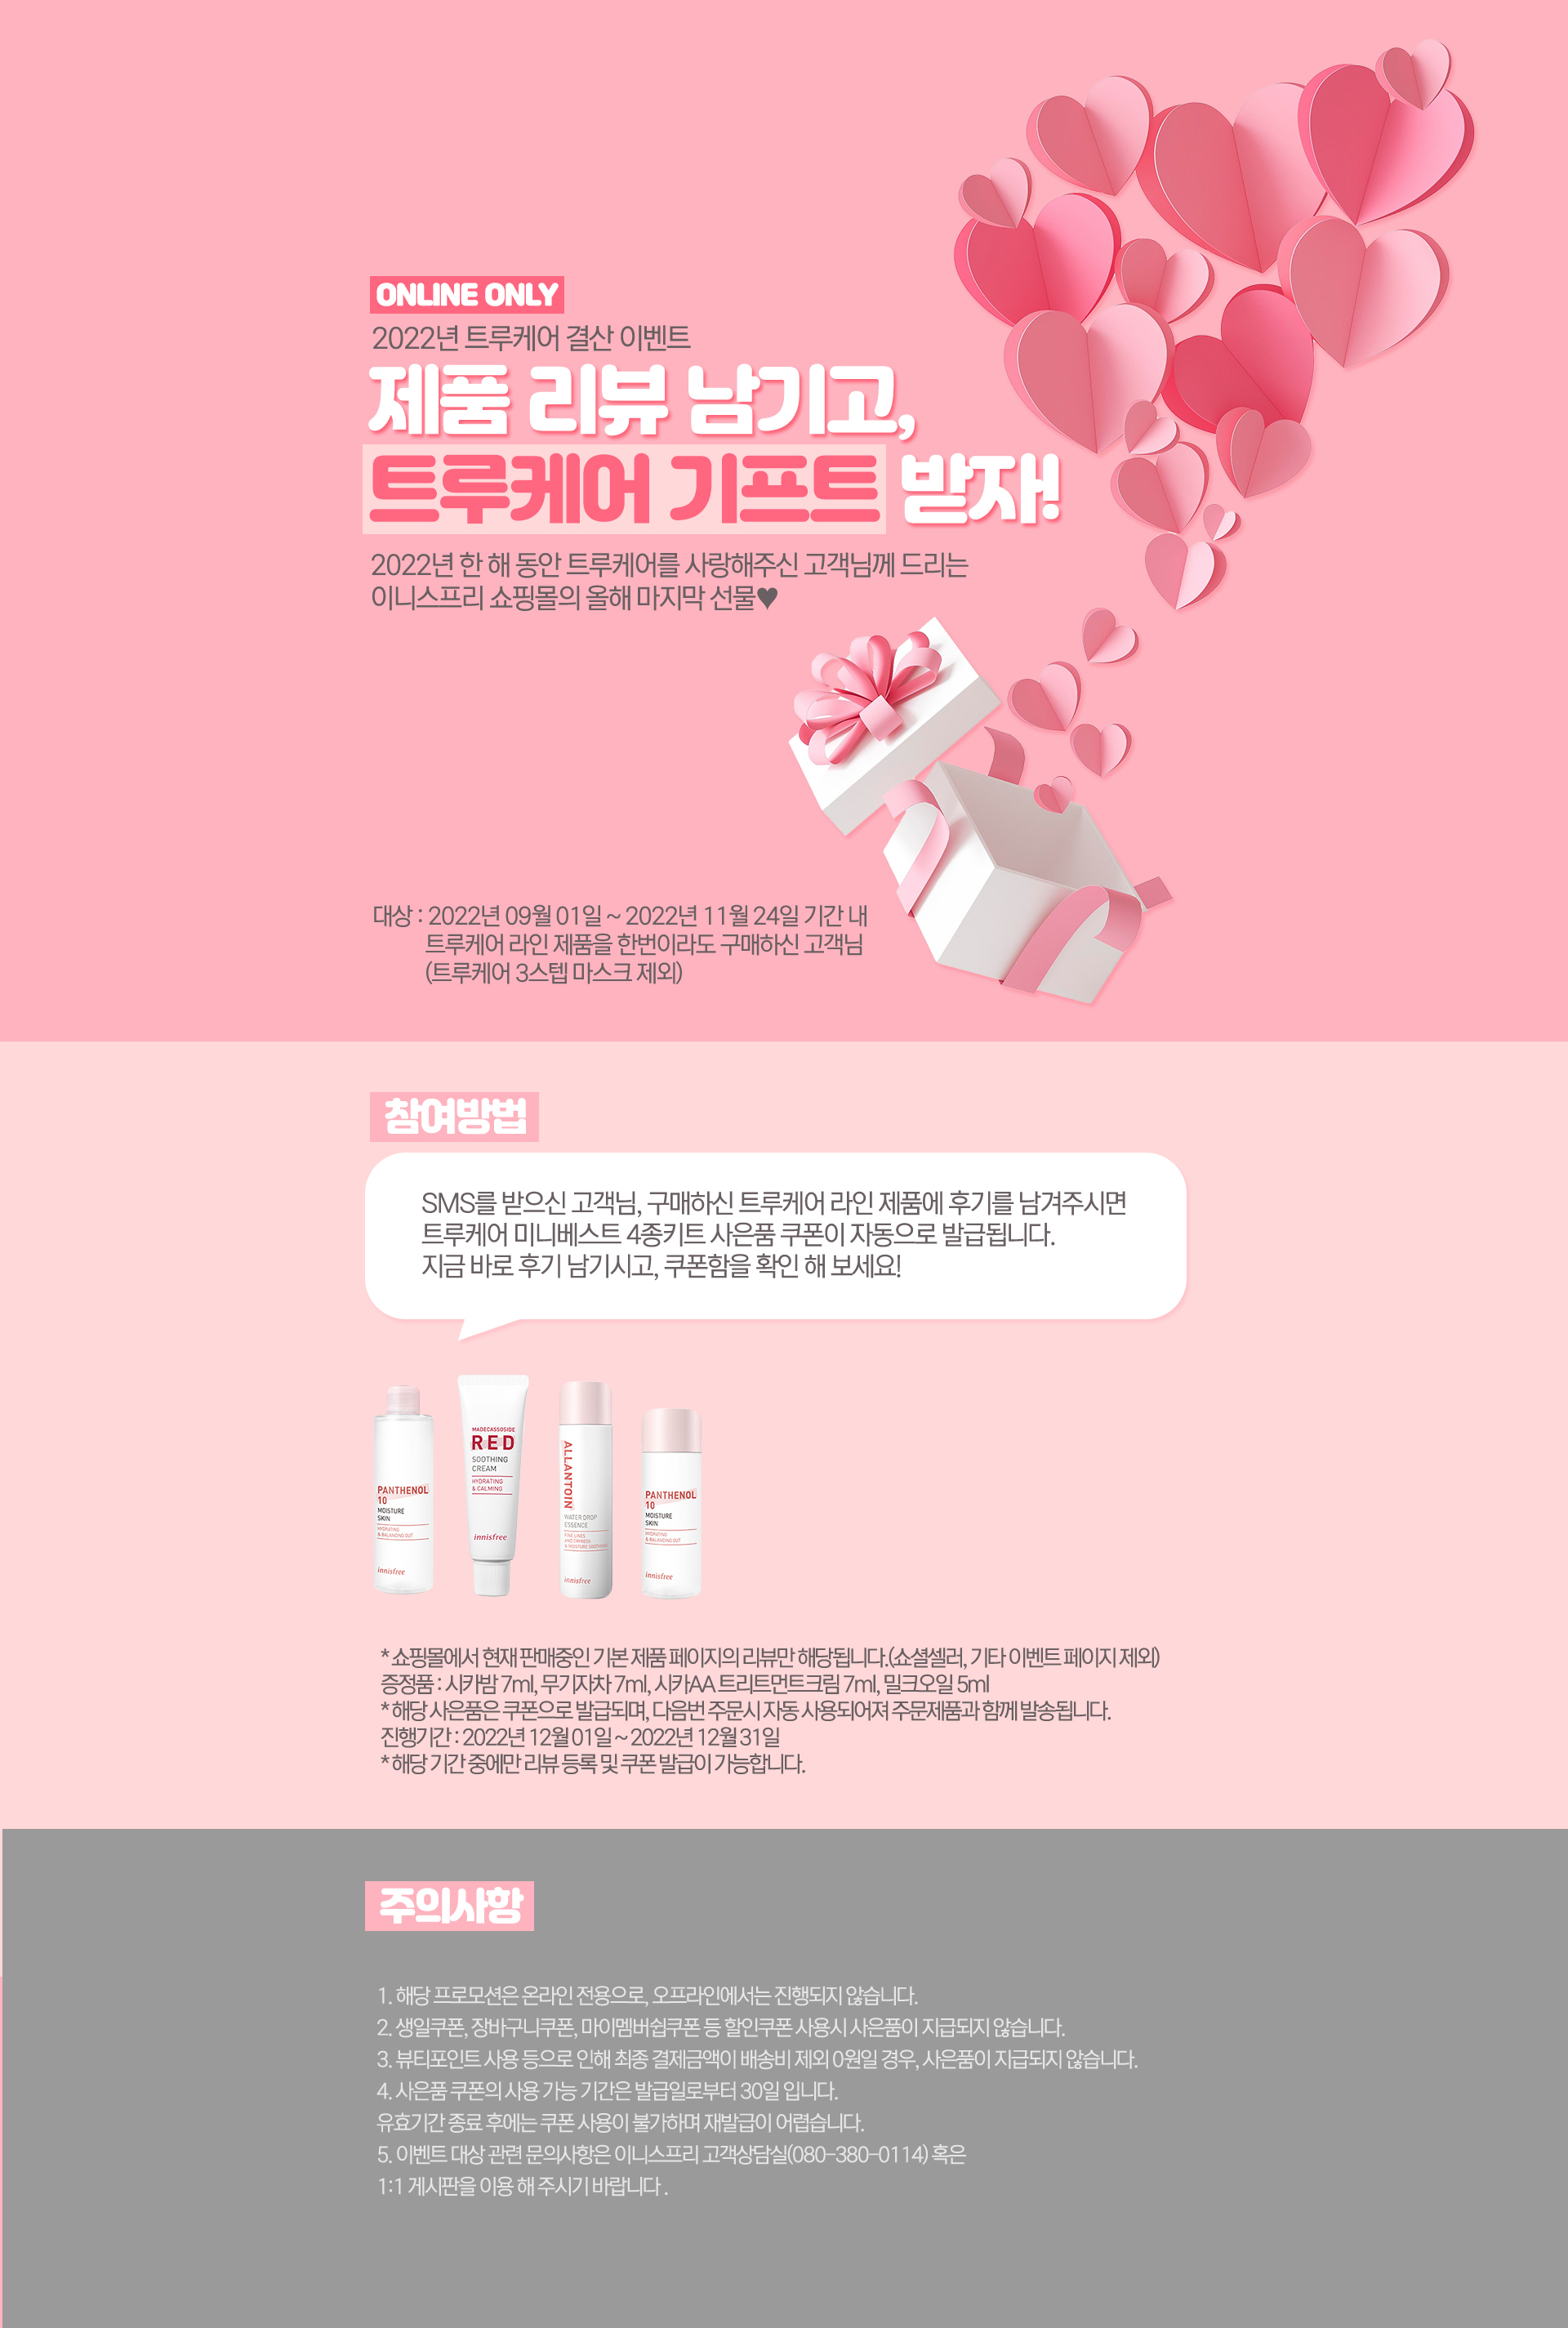 ONLINE ONLY
2022년 트루케어 결산 이벤트
제품 리뷰 남기고,
트루케어 기프트 받자!
2022년 한 해 동안 트루케어를 사랑해주신 고객님께 드리는
이니스프리 쇼핑몰의 올해 마지막 선물♥
대상 : 2022년 09월 01일 ~ 2022년 11월 24일 기간 내
트루케어 라인 제품을 한번이라도 구매하신 고객님
(트루케어 3스텝 마스크 제외)
참여방법
SMS를 받으신 고객님, 구매하신 트루케어 라인 제품에 후기를 남겨주시면
트루케어 미니베스트 4종키트 사은품 쿠폰이 자동으로 발급됩니다.
지금 바로 후기 남기시고, 쿠폰함을 확인 해 보세요!
PANTHENOL
10
MOISTURE
SKIN
HYDRATING
& BALANCING OUT
innisfree
MADECASSOSIDE
RED
SOOTHING
CREAM
HYDRATING
& CALMING
innisfree
ALLANTOIN
WATER DROP
ESSENCE
FINE LINES
AND DRYNESS
& MOISTURE SOOTHING
innisfree
PANTHENOL
10
MOISTURE
SKIN
HYDRATING
& BALANCING OUT
innisfree
* 쇼핑몰에서 현재 판매중인 기본 제품 페이지의 리뷰만 해당됩니다.(쇼셜셀러, 기타 이벤트 페이지 제외)
증정품 : 시카밤 7ml, 무기자차 7ml, 시카AA 트리트먼트크림 7ml, 밀크오일 5ml
* 해당 사은품은 쿠폰으로 발급되며, 다음번 주문시 자동 사용되어져 주문제품과 함께 발송됩니다.
진행기간 : 2022년 12월 01일 ~ 2022년 12월 31일
* 해당 기간 중에만 리뷰 등록 및 쿠폰 발급이 가능합니다.
주의사항
1. 해당 프로모션은 온라인 전용으로, 오프라인에서는 진행되지 않습니다.
2. 생일쿠폰, 장바구니쿠폰, 마이멤버쉽쿠폰 등 할인쿠폰 사용시 사은품이 지급되지 않습니다.
3. 뷰티포인트 사용 등으로 인해 최종 결제금액이 배송비 제외 0원일 경우, 사은품이 지급되지 않습니다.
4. 사은품 쿠폰의 사용 가능 기간은 발급일로부터 30일 입니다.
유효기간 종료 후에는 쿠폰 사용이 불가하며 재발급이 어렵습니다.
5. 이벤트 대상 관련 문의사항은 이니스프리 고객상담실(080-380-0114) 혹은
1:1 게시판을 이용 해 주시기 바랍니다 .